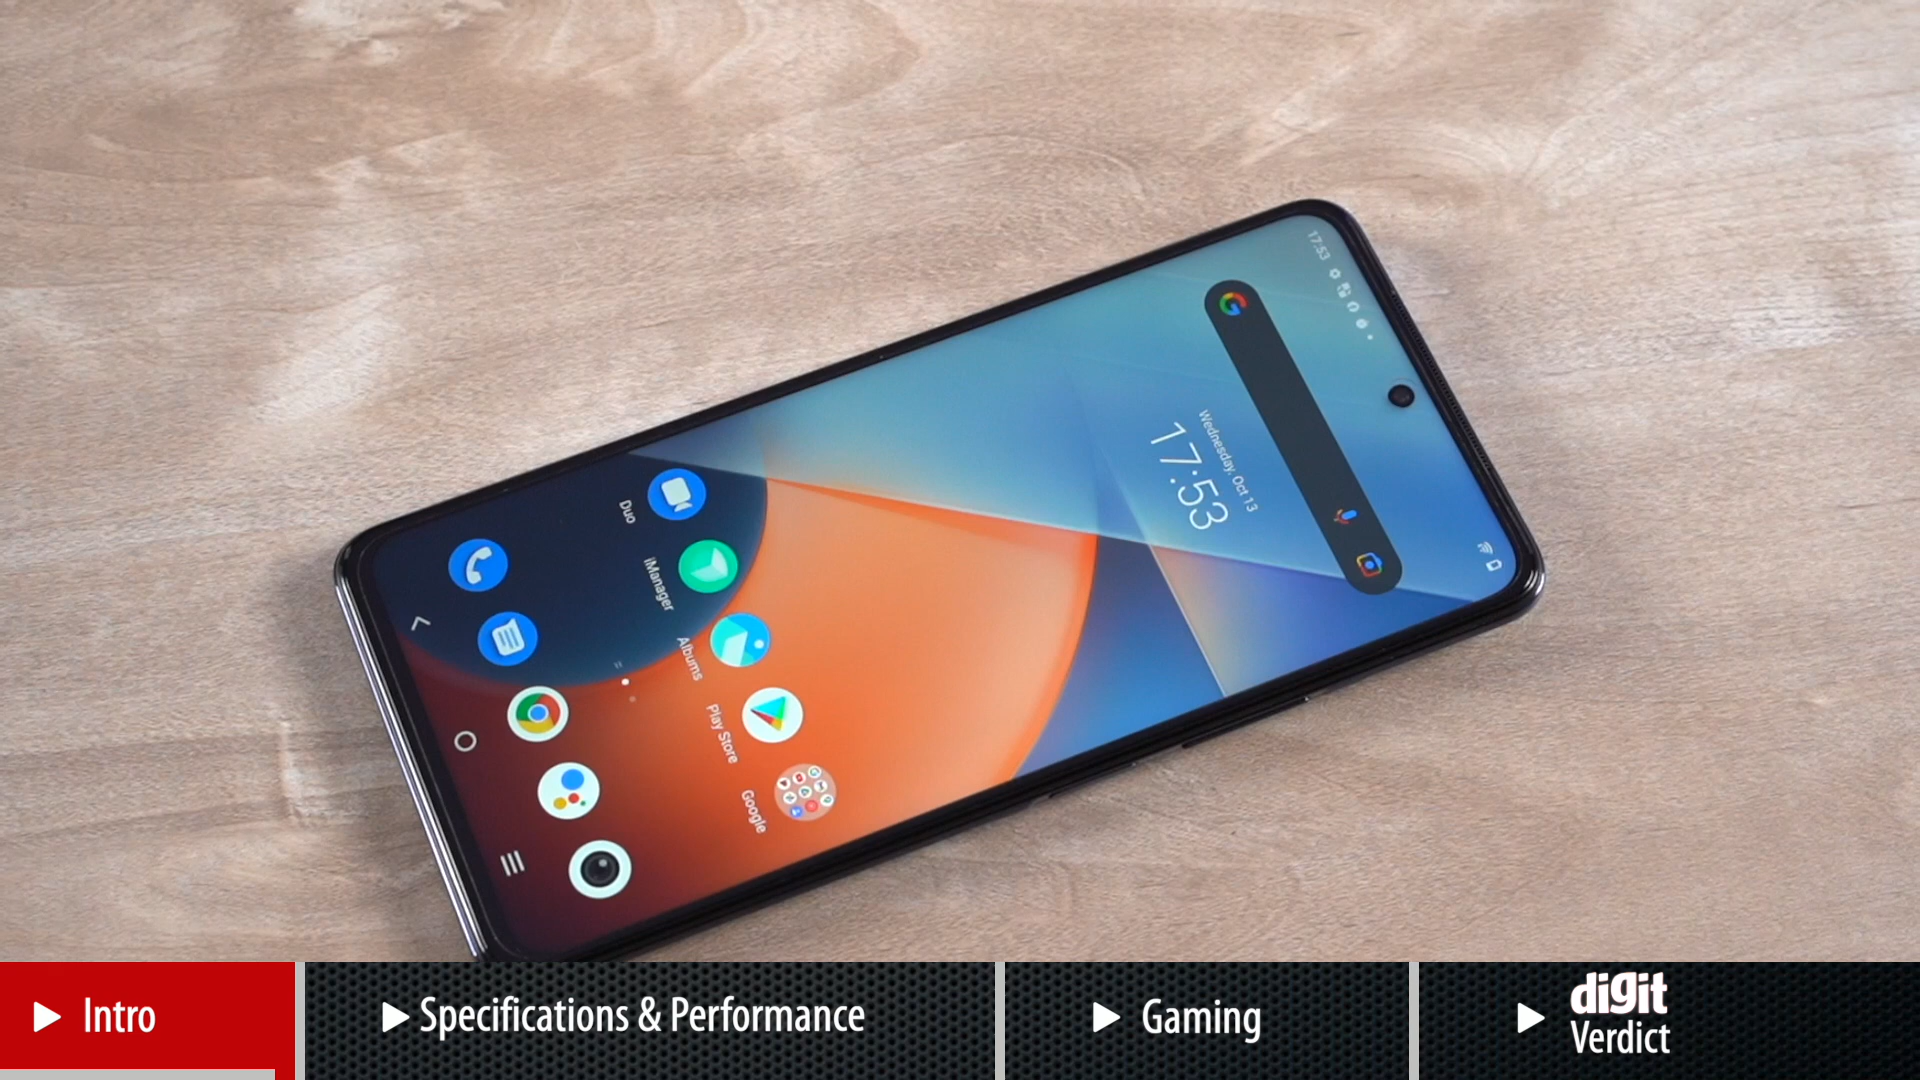 17:53
Wednesday, Oct 13
17:53
Duo
iManager
Albums
Play Store
Google
Intro
Specifications & Performance
Gaming
digit
Verdict